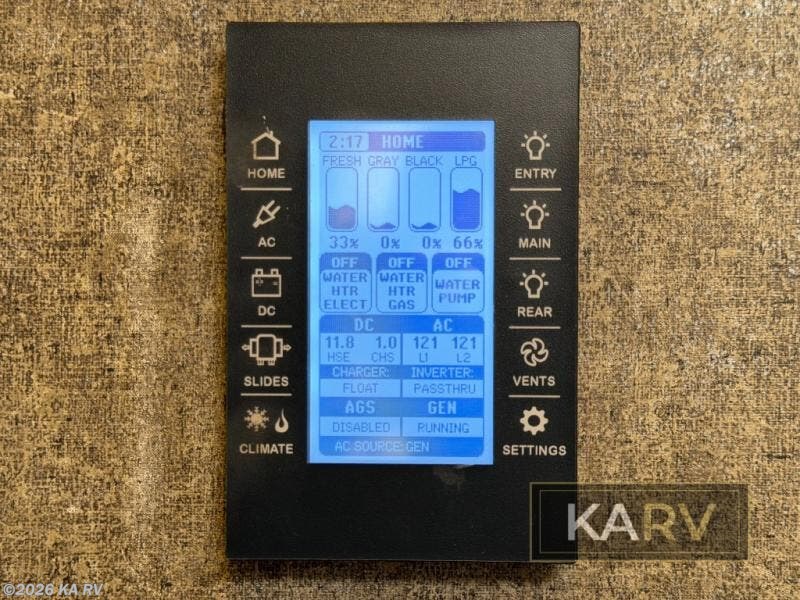 2:17 HOME
FRESH GRAY BLACK LPG
33% 0% 0% 66%
OFF OFF OFF
WATER HTR ELECT
WATER HTR GAS
WATER PUMP
DC AC
11.8 1.0 121 121
HSE CHS L1 L2
CHARGER: INVERTER:
FLOAT PASSTHRU
AGS GEN
DISABLED RUNNING
AC SOURCE:GEN
HOME
AC
DC
SLIDES
CLIMATE
ENTRY
MAIN
REAR
VENTS
SETTINGS
KARV
©2026 KA RV